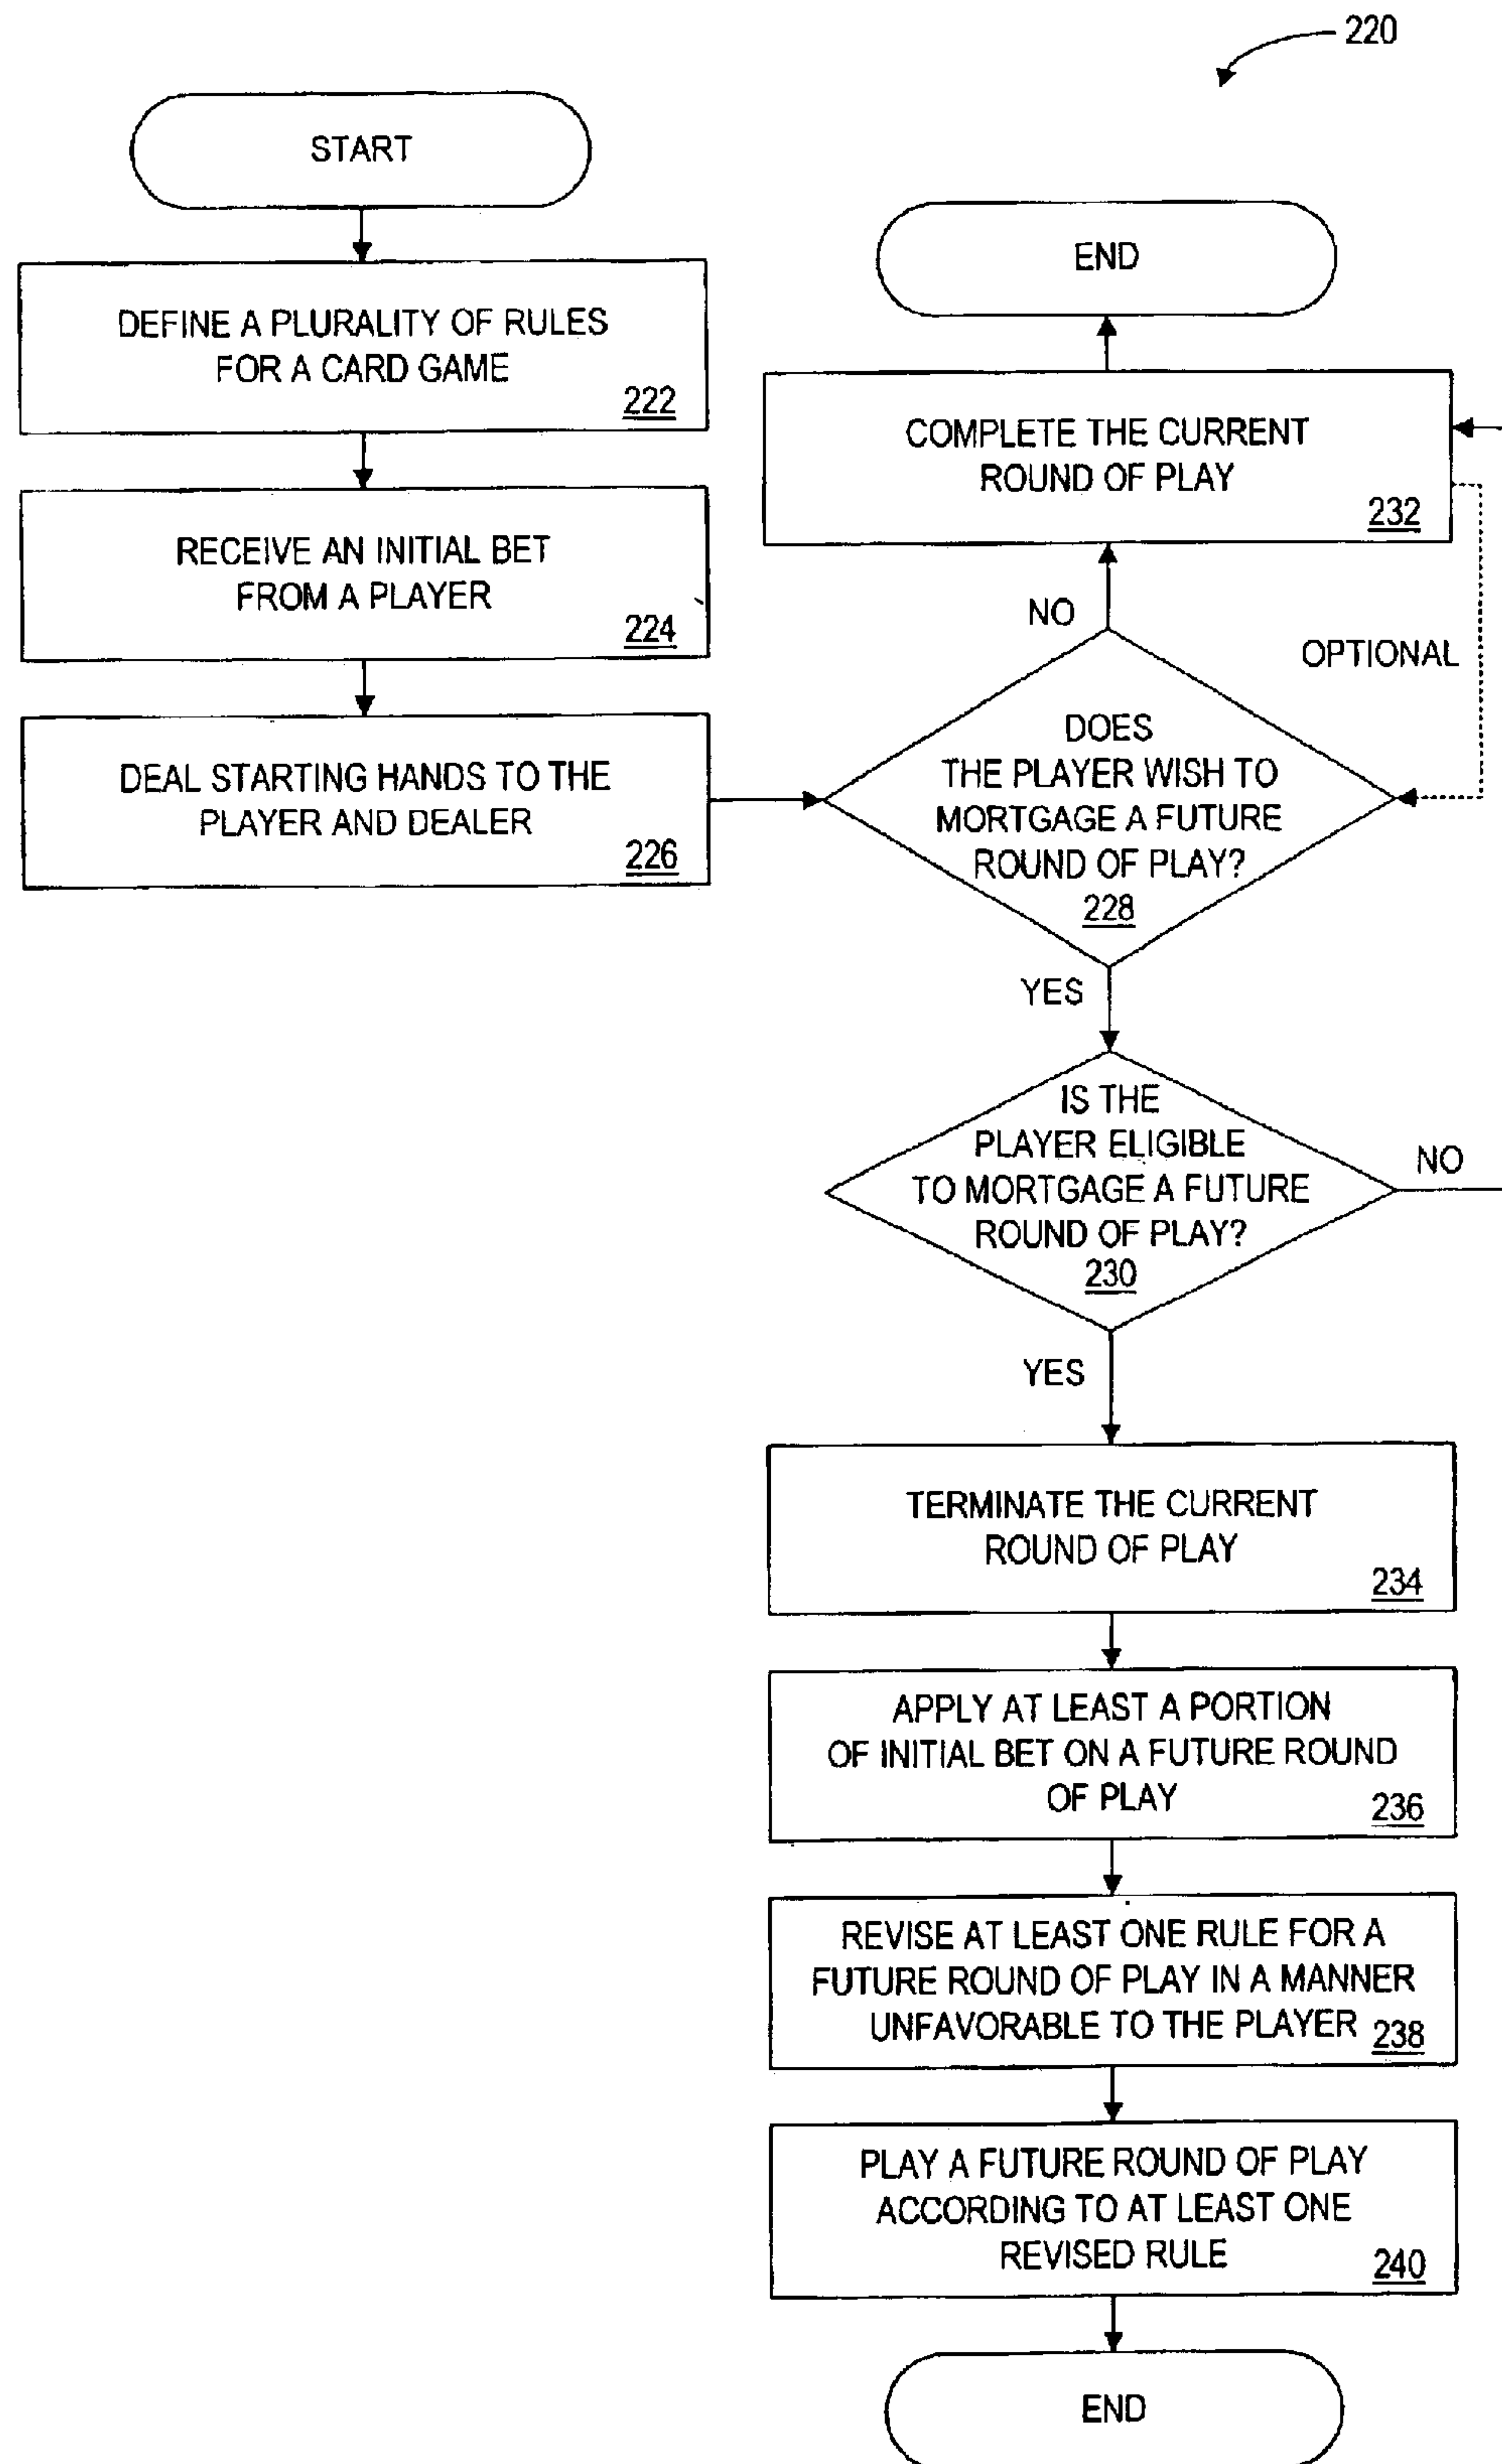 220
START
DEFINE A PLURALITY OF RULES
FOR A CARD GAME
222
RECEIVE AN INITIAL BET
FROM A PLAYER
224
DEAL STARTING HANDS TO THE
PLAYER AND DEALER
226
END
COMPLETE THE CURRENT
ROUND OF PLAY
232
NO
OPTIONAL
DOES
THE PLAYER WISH TO
MORTGAGE A FUTURE
ROUND OF PLAY?
228
YES
IS THE
PLAYER ELIGIBLE
TO MORTGAGE A FUTURE
ROUND OF PLAY?
230
NO
YES
TERMINATE THE CURRENT
ROUND OF PLAY
234
APPLY AT LEAST A PORTION
OF INITIAL BET ON A FUTURE ROUND
OF PLAY
236
REVISE AT LEAST ONE RULE FOR A
FUTURE ROUND OF PLAY IN A MANNER
UNFAVORABLE TO THE PLAYER 238
PLAY A FUTURE ROUND OF PLAY
ACCORDING TO AT LEAST ONE
REVISED RULE
240
END